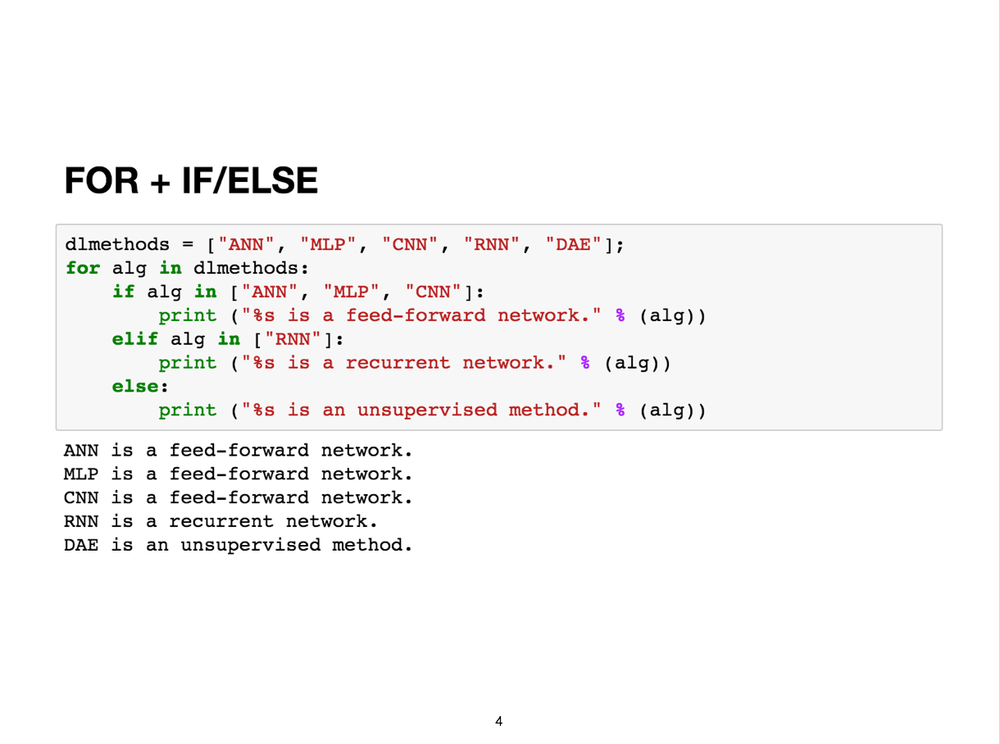 FOR + IF/ELSE
dlmethods = ["ANN", "MLP", "CNN", "RNN", "DAE"];
for alg in dlmethods:
    if alg in ["ANN", "MLP", "CNN"]:
        print ("%s is a feed-forward network." % (alg))
    elif alg in ["RNN"]:
        print ("%s is a recurrent network." % (alg))
    else:
        print ("%s is an unsupervised method." % (alg))
ANN is a feed-forward network.
MLP is a feed-forward network.
CNN is a feed-forward network.
RNN is a recurrent network.
DAE is an unsupervised method.
4